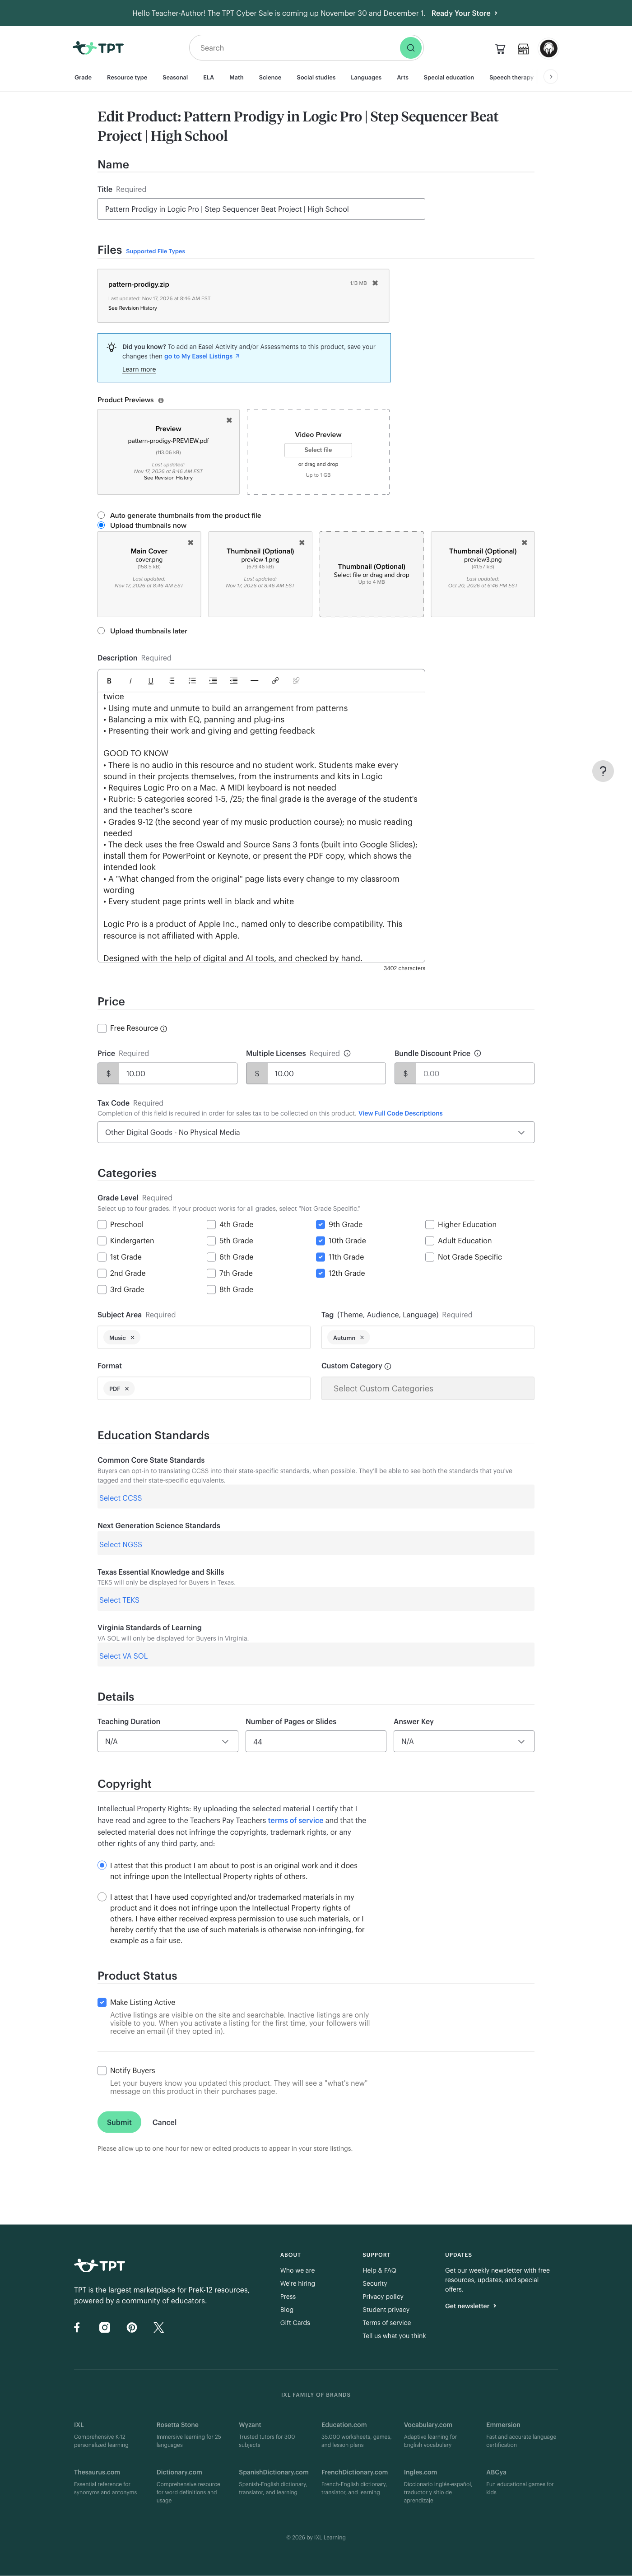 Hello Teacher-Author! The TPT Cyber Sale is coming up November 30 and December 1. Ready Your Store
TPT
Search
Grade Resource type Seasonal ELA Math Science Social studies Languages Arts Special education Speech therapy
Edit Product: Pattern Prodigy in Logic Pro | Step Sequencer Beat
Project | High School
Name
Title Required
Pattern Prodigy in Logic Pro | Step Sequencer Beat Project | High School
Files Supported File Types
pattern-prodigy.zip
1.13 MB ✖
Last updated: Nov 17, 2026 at 8:46 AM EST
See Revision History
Did you know? To add an Easel Activity and/or Assessments to this product, save your
changes then go to My Easel Listings
Learn more
Product Previews
Preview
pattern-prodigy-PREVIEW.pdf
(113.06 kB)
Last updated:
Nov 17, 2026 at 8:46 AM EST
See Revision History
Video Preview
Select file
or drag and drop
Up to 1 GB
Auto generate thumbnails from the product file
Upload thumbnails now
Main Cover
cover.png
(158.5 kB)
Last updated:
Nov 17, 2026 at 8:46 AM EST
Thumbnail (Optional)
preview-1.png
(679.46 kB)
Last updated:
Nov 17, 2026 at 8:46 AM EST
Thumbnail (Optional)
Select file or drag and drop
Up to 4 MB
Thumbnail (Optional)
preview3.png
(41.57 kB)
Last updated:
Oct 20, 2026 at 6:46 PM EST
Upload thumbnails later
Description Required
B I U
twice
• Using mute and unmute to build an arrangement from patterns
• Balancing a mix with EQ, panning and plug-ins
• Presenting their work and giving and getting feedback
GOOD TO KNOW
• There is no audio in this resource and no student work. Students make every
sound in their projects themselves, from the instruments and kits in Logic
• Requires Logic Pro on a Mac. A MIDI keyboard is not needed
• Rubric: 5 categories scored 1-5, /25; the final grade is the average of the student's
and the teacher's score
• Grades 9-12 (the second year of my music production course); no music reading
needed
• The deck uses the free Oswald and Source Sans 3 fonts (built into Google Slides);
install them for PowerPoint or Keynote, or present the PDF copy, which shows the
intended look
• A "What changed from the original" page lists every change to my classroom
wording
• Every student page prints well in black and white
Logic Pro is a product of Apple Inc., named only to describe compatibility. This
resource is not affiliated with Apple.
Designed with the help of digital and AI tools, and checked by hand.
3402 characters
Price
Free Resource
Price Required
Multiple Licenses Required
Bundle Discount Price
$ 10.00
$ 10.00
$ 0.00
Tax Code Required
Completion of this field is required in order for sales tax to be collected on this product. View Full Code Descriptions
Other Digital Goods - No Physical Media
Categories
Grade Level Required
Select up to four grades. If your product works for all grades, select "Not Grade Specific."
Preschool 4th Grade 9th Grade Higher Education
Kindergarten 5th Grade 10th Grade Adult Education
1st Grade 6th Grade 11th Grade Not Grade Specific
2nd Grade 7th Grade 12th Grade
3rd Grade 8th Grade
Subject Area Required
Tag (Theme, Audience, Language) Required
Music ✕
Autumn ✕
Format
Custom Category
PDF ✕
Select Custom Categories
Education Standards
Common Core State Standards
Buyers can opt-in to translating CCSS into their state-specific standards, when possible. They'll be able to see both the standards that you've
tagged and their state-specific equivalents.
Select CCSS
Next Generation Science Standards
Select NGSS
Texas Essential Knowledge and Skills
TEKS will only be displayed for Buyers in Texas.
Select TEKS
Virginia Standards of Learning
VA SOL will only be displayed for Buyers in Virginia.
Select VA SOL
Details
Teaching Duration
Number of Pages or Slides
Answer Key
N/A
44
N/A
Copyright
Intellectual Property Rights: By uploading the selected material I certify that I
have read and agree to the Teachers Pay Teachers terms of service and that the
selected material does not infringe the copyrights, trademark rights, or any
other rights of any third party, and:
I attest that this product I am about to post is an original work and it does
not infringe upon the Intellectual Property rights of others.
I attest that I have used copyrighted and/or trademarked materials in my
product and it does not infringe upon the Intellectual Property rights of
others. I have either received express permission to use such materials, or I
hereby certify that the use of such materials is otherwise non-infringing, for
example as a fair use.
Product Status
Make Listing Active
Active listings are visible on the site and searchable. Inactive listings are only
visible to you. When you activate a listing for the first time, your followers will
receive an email (if they opted in).
Notify Buyers
Let your buyers know you updated this product. They will see a "what's new"
message on this product in their purchases page.
Submit
Cancel
Please allow up to one hour for new or edited products to appear in your store listings.
?
TPT
TPT is the largest marketplace for PreK-12 resources,
powered by a community of educators.
ABOUT
Who we are
We're hiring
Press
Blog
Gift Cards
SUPPORT
Help & FAQ
Security
Privacy policy
Student privacy
Terms of service
Tell us what you think
UPDATES
Get our weekly newsletter with free
resources, updates, and special
offers.
Get newsletter
IXL FAMILY OF BRANDS
IXL
Comprehensive K-12
personalized learning
Rosetta Stone
Immersive learning for 25
languages
Wyzant
Trusted tutors for 300
subjects
Education.com
35,000 worksheets, games,
and lesson plans
Vocabulary.com
Adaptive learning for
English vocabulary
Emmersion
Fast and accurate language
certification
Thesaurus.com
Essential reference for
synonyms and antonyms
Dictionary.com
Comprehensive resource
for word definitions and
usage
SpanishDictionary.com
Spanish-English dictionary,
translator, and learning
FrenchDictionary.com
French-English dictionary,
translator, and learning
Ingles.com
Diccionario inglés-español,
traductor y sitio de
aprendizaje
ABCya
Fun educational games for
kids
© 2026 by IXL Learning